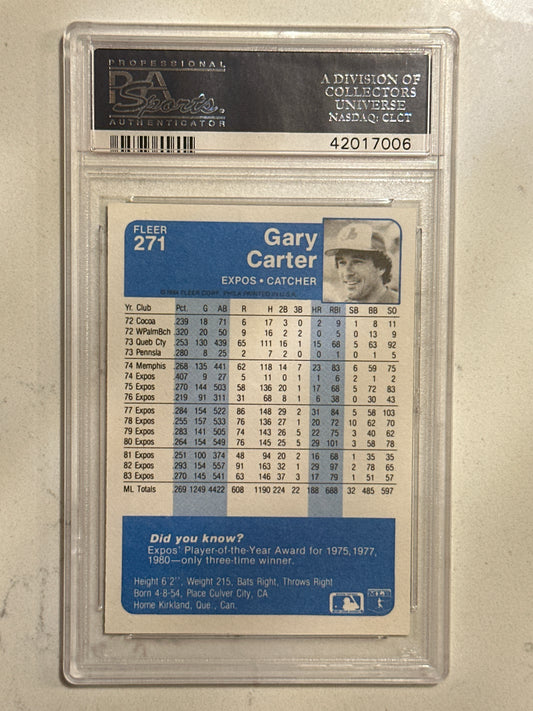 PROFESSIONAL
PSA
Sports™
AUTHENTICATOR
A DIVISION OF
COLLECTORS
UNIVERSE
NASDAQ: CLCT
42017006
FLEER
271
Gary
Carter
EXPOS • CATCHER
©1984 FLEER CORP. PHILA PRINTED IN U.S.A.
Yr. Club Pct. G AB R H 2B 3B HR RBI SB BB SO
72 Cocoa .239 18 71 6 17 3 0 2 9 1 8 11
72 WPalmBch .320 20 50 9 16 2 2 0 5 0 13 9
73 Queb Cty .253 130 439 65 111 16 1 15 68 5 63 92
73 Pennsla .280 8 25 2 7 2 0 0 1 0 1 5
74 Memphis .268 135 441 62 118 14 7 23 83 6 59 75
74 Expos .407 9 27 5 11 0 1 1 6 2 1 2
75 Expos .270 144 503 58 136 20 1 17 68 5 72 83
76 Expos .219 91 311 31 68 8 1 6 38 0 30 43
77 Expos .284 154 522 86 148 29 2 31 84 5 58 103
78 Expos .255 157 533 76 136 27 1 20 72 10 62 70
79 Expos .283 141 505 74 143 26 5 22 75 3 40 62
80 Expos .264 154 549 76 145 25 5 29 101 3 58 78
81 Expos .251 100 374 48 94 20 2 16 68 1 35 35
82 Expos .293 154 557 91 163 32 1 29 97 2 78 65
83 Expos .270 145 541 63 146 37 3 17 79 1 51 57
ML Totals .269 1249 4422 608 1190 224 22 188 688 32 485 597
Did you know?
Expos' Player-of-the-Year Award for 1975, 1977,
1980—only three-time winner.
Height 6'2", Weight 215, Bats Right, Throws Right
Born 4-8-54, Place Culver City, CA
Home Kirkland, Que., Can.